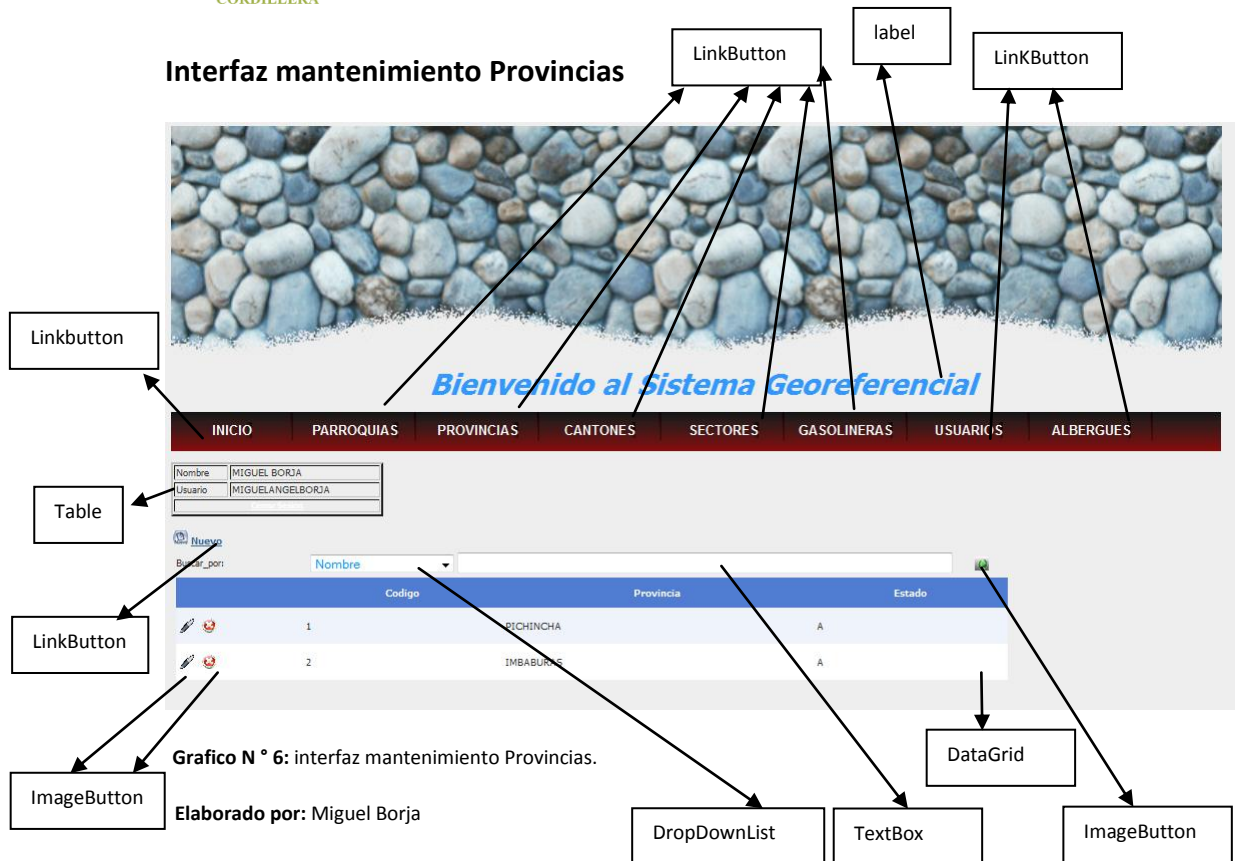 CORDILLERA
Interfaz mantenimiento Provincias
LinkButton
label
LinKButton
Linkbutton
Bienvenido al Sistema Georeferencial
INICIO PARROQUIAS PROVINCIAS CANTONES SECTORES GASOLINERAS USUARIOS ALBERGUES
Table
Nombre MIGUEL BORJA
Usuario MIGUELANGELBORJA
Nuevo
Buscar_por: Nombre
Codigo Provincia Estado
1 PICHINCHA A
2 IMBABURAS A
LinkButton
DataGrid
Grafico N ° 6: interfaz mantenimiento Provincias.
ImageButton
Elaborado por: Miguel Borja
DropDownList
TextBox
ImageButton